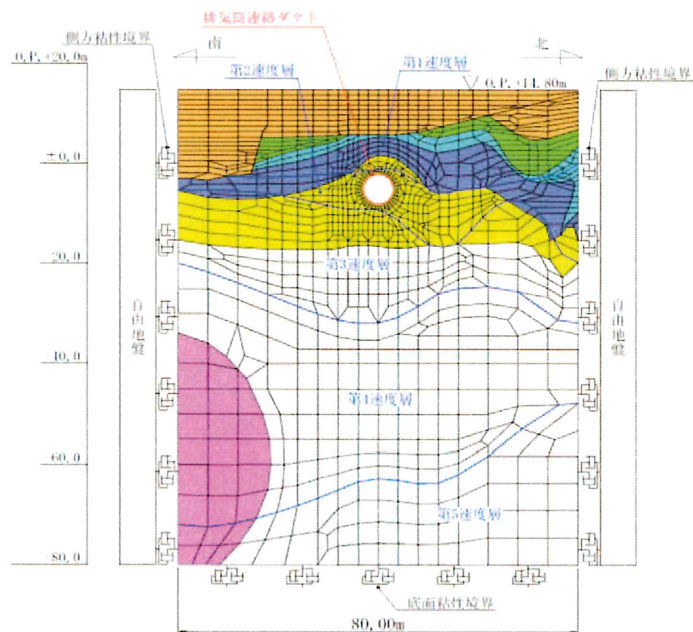 排気筒連絡ダクト
側方粘性境界
南
北
O.P.+20.0m
第2速度層
第1速度層
O.P.+14.80m
側方粘性境界
±0.0
-20.0
第3速度層
自由地盤
自由地盤
-40.0
第4速度層
-60.0
第5速度層
-80.0
底面粘性境界
80.00m